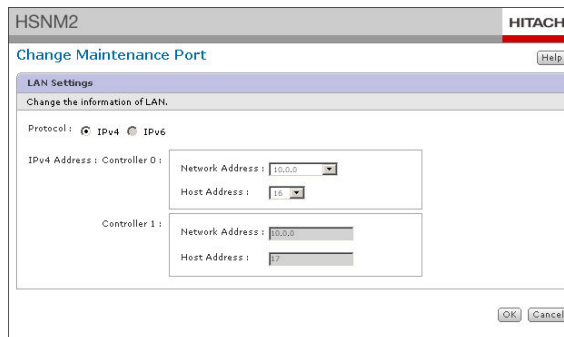 HSNM2 HITACH
Change Maintenance Port Help
LAN Settings
Change the information of LAN.
Protocol : IPv4 IPv6
IPv4 Address : Controller 0 :
Network Address : 10.0.0
Host Address : 16
Controller 1 :
Network Address : 10.0.0
Host Address : 17
OK Cancel